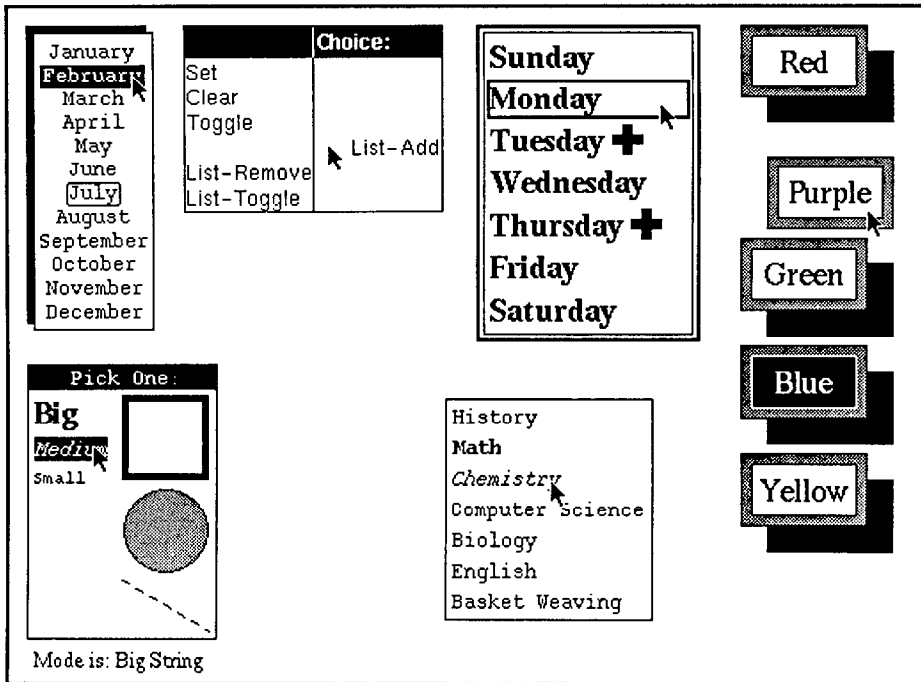 January
February
March
April
May
June
July
August
September
October
November
December
Choice:
Set
Clear
Toggle
List-Add
List-Remove
List-Toggle
Sunday
Monday
Tuesday
Wednesday
Thursday
Friday
Saturday
Red
Purple
Green
Blue
Yellow
Pick One:
Big
Medium
Small
Mode is: Big String
History
Math
Chemistry
Computer Science
Biology
English
Basket Weaving